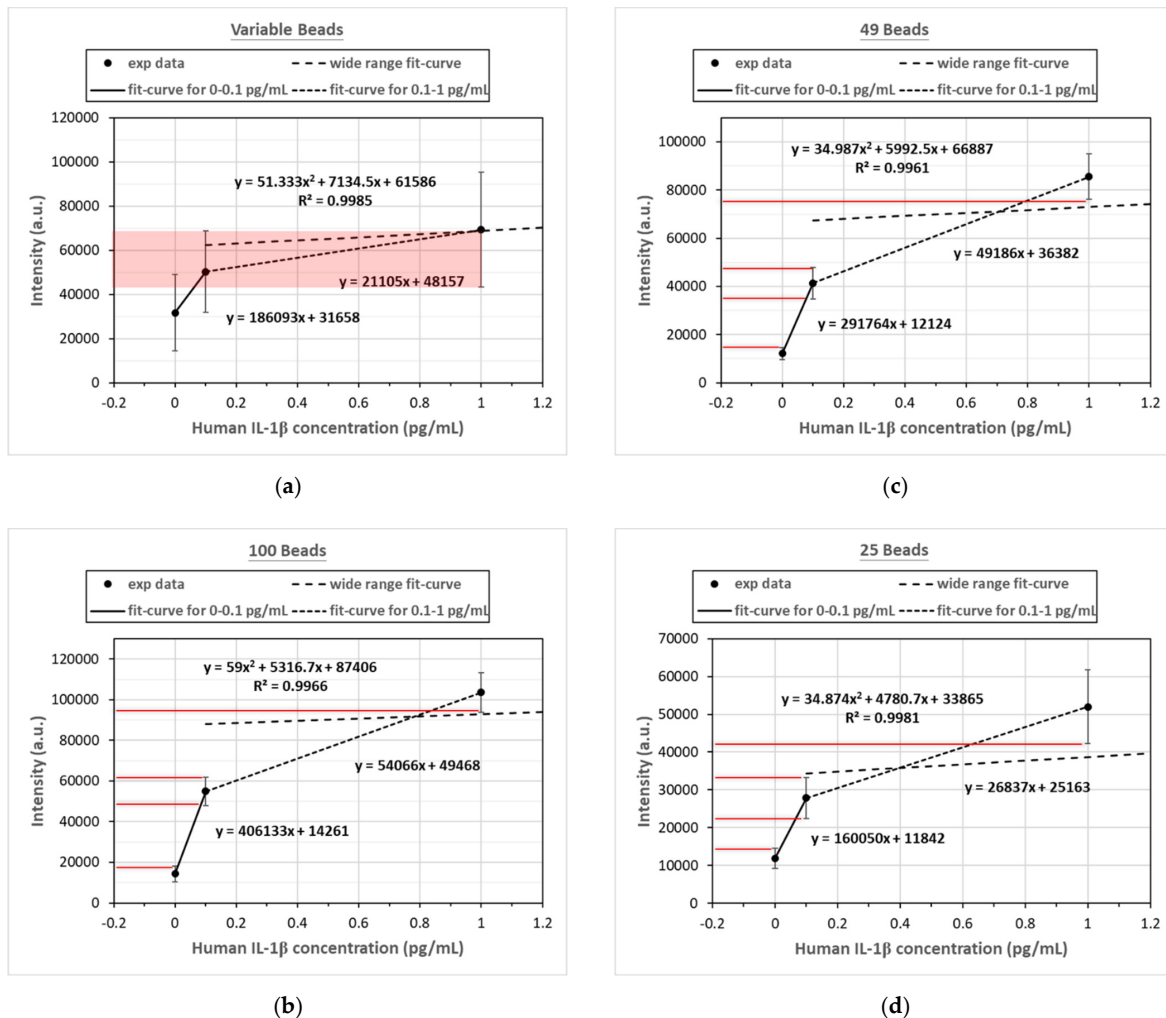 Variable Beads
exp data
wide range fit-curve
fit-curve for 0-0.1 pg/mL
fit-curve for 0.1-1 pg/mL
120000
100000
80000
60000
40000
20000
0
Intensity (a.u.)
y = 51.333x² + 7134.5x + 61586
R² = 0.9985
y = 21105x + 48157
y = 186093x + 31658
-0.2 0 0.2 0.4 0.6 0.8 1 1.2
Human IL-1β concentration (pg/mL)
(a)
49 Beads
exp data
wide range fit-curve
fit-curve for 0-0.1 pg/mL
fit-curve for 0.1-1 pg/mL
100000
80000
60000
40000
20000
0
Intensity (a.u.)
y = 34.987x² + 5992.5x + 66887
R² = 0.9961
y = 49186x + 36382
y = 291764x + 12124
-0.2 0 0.2 0.4 0.6 0.8 1 1.2
Human IL-1β concentration (pg/mL)
(c)
100 Beads
exp data
wide range fit-curve
fit-curve for 0-0.1 pg/mL
fit-curve for 0.1-1 pg/mL
120000
100000
80000
60000
40000
20000
0
Intensity (a.u.)
y = 59x² + 5316.7x + 87406
R² = 0.9966
y = 54066x + 49468
y = 406133x + 14261
-0.2 0 0.2 0.4 0.6 0.8 1 1.2
Human IL-1β concentration (pg/mL)
(b)
25 Beads
exp data
wide range fit-curve
fit-curve for 0-0.1 pg/mL
fit-curve for 0.1-1 pg/mL
70000
60000
50000
40000
30000
20000
10000
0
Intensity (a.u.)
y = 34.874x² + 4780.7x + 33865
R² = 0.9981
y = 26837x + 25163
y = 160050x + 11842
-0.2 0 0.2 0.4 0.6 0.8 1 1.2
Human IL-1β concentration (pg/mL)
(d)